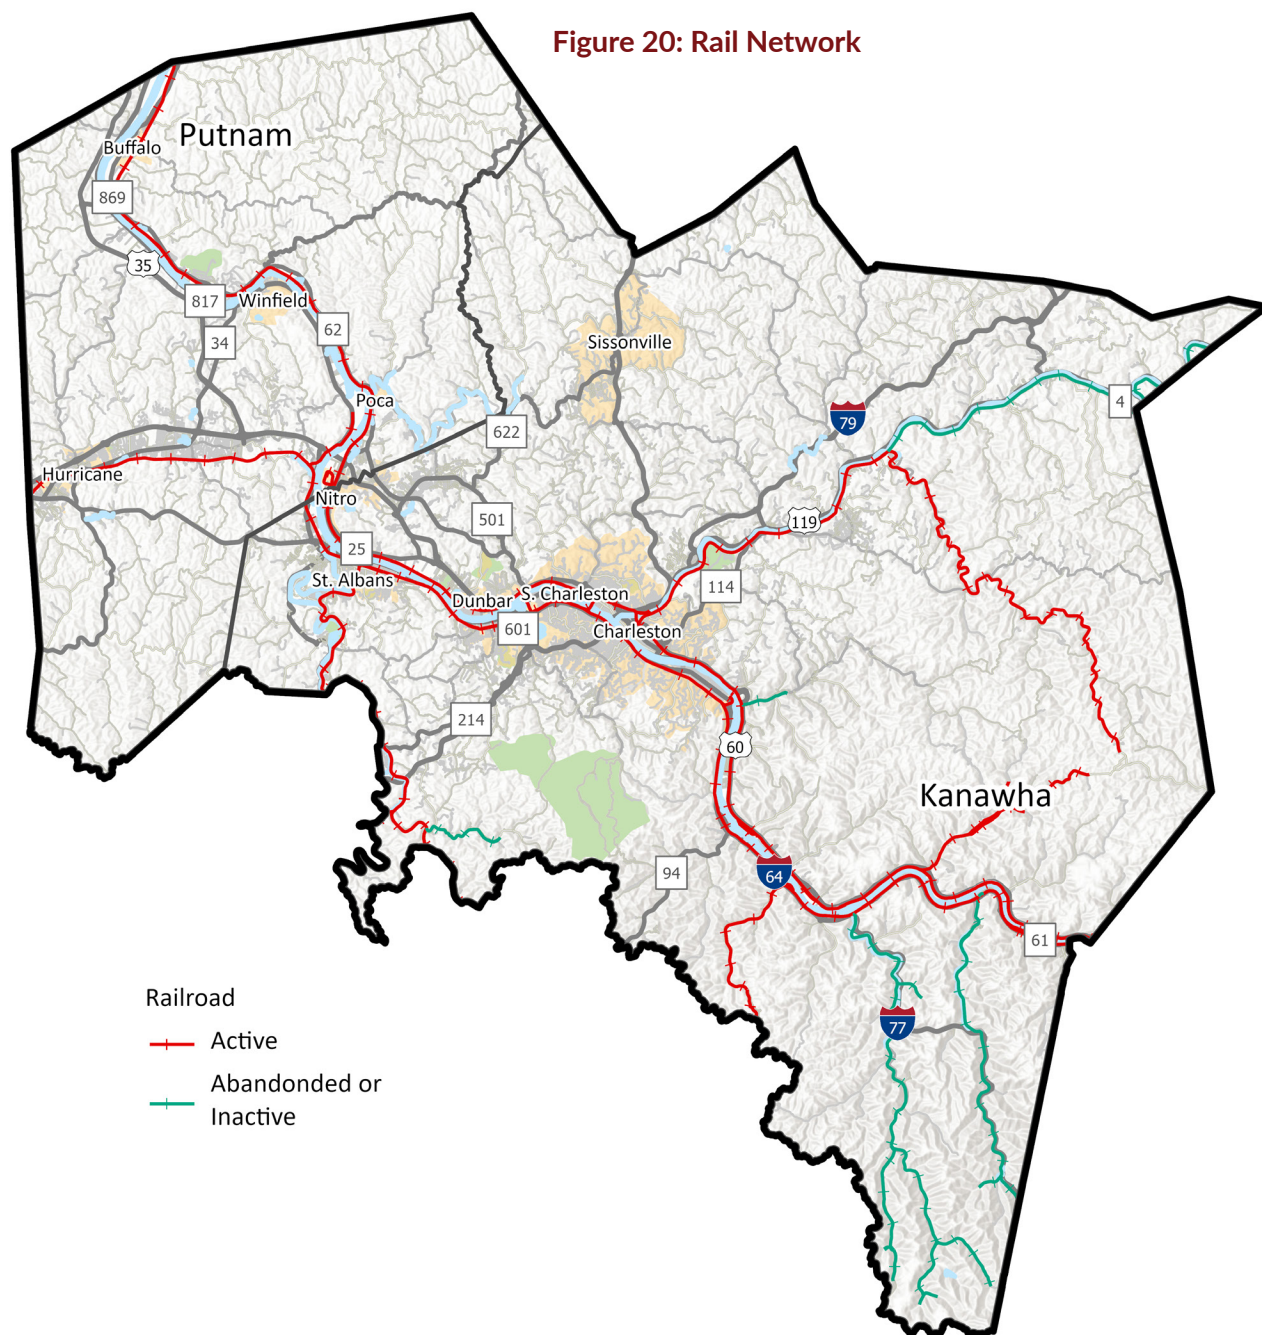 Figure 20: Rail Network
Putnam
Buffalo
869
35
817
Winfield
34
62
Sissonville
Poca
4
79
622
Hurricane
Nitro
501
119
25
St. Albans
114
Dunbar
S. Charleston
601
Charleston
214
60
Kanawha
94
64
61
77
Railroad
Active
Abandonded or
Inactive